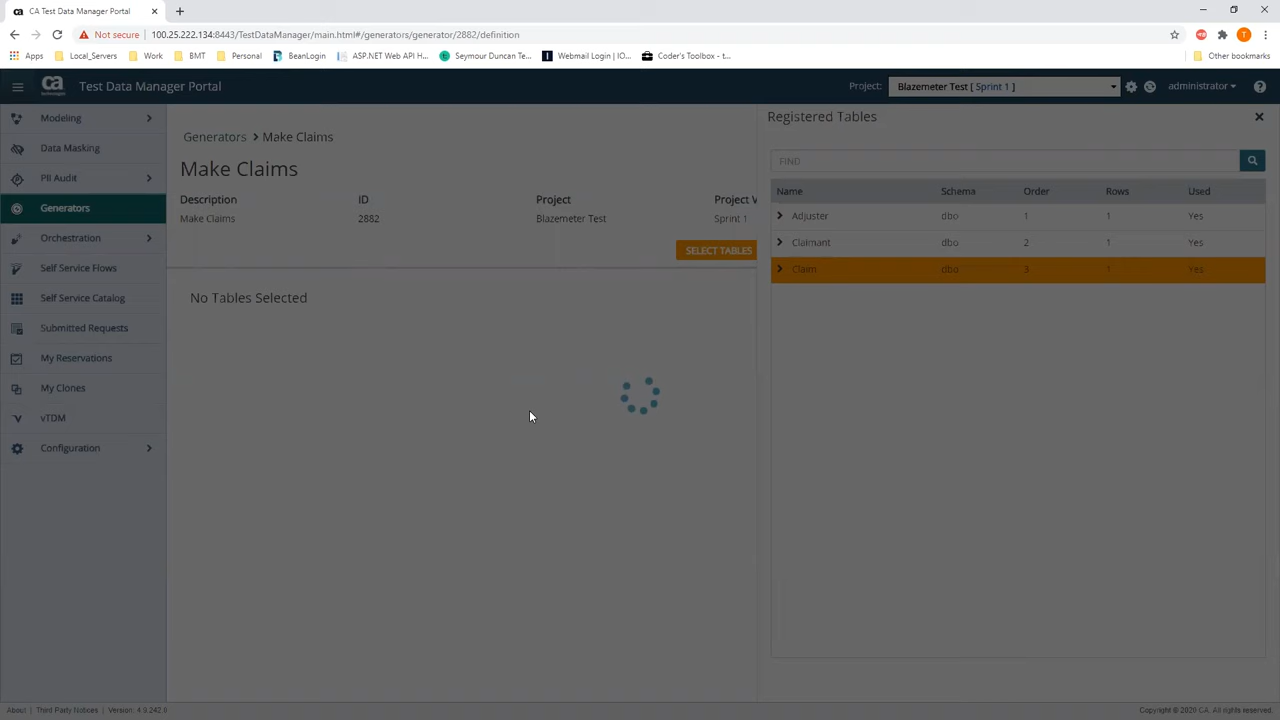 CA Test Data Manager Portal
Not secure 100.25.222.134:8443/TestDataManager/main.html#/generators/generator/2882/definition
Apps Local_Servers Work BMT Personal BeanLogin ASP.NET Web API H... Seymour Duncan Te... Webmail Login (IO... Coder's Toolbox - t... Other bookmarks
Test Data Manager Portal Project: Blazemeter Test [ Sprint 1 ] administrator
Modeling
Data Masking
PII Audit
Generators
Orchestration
Self Service Flows
Self Service Catalog
Submitted Requests
My Reservations
My Clones
vTDM
Configuration
Generators > Make Claims
Make Claims
Description ID Project Project V
Make Claims 2882 Blazemeter Test Sprint 1
SELECT TABLES
No Tables Selected
Registered Tables
FIND
Name Schema Order Rows Used
Adjuster dbo 1 1 Yes
Claimant dbo 2 1 Yes
Claim dbo 3 1 Yes
About | Third Party Notices | Version: 4.9.242.0
Copyright © 2020 CA. All rights reserved.